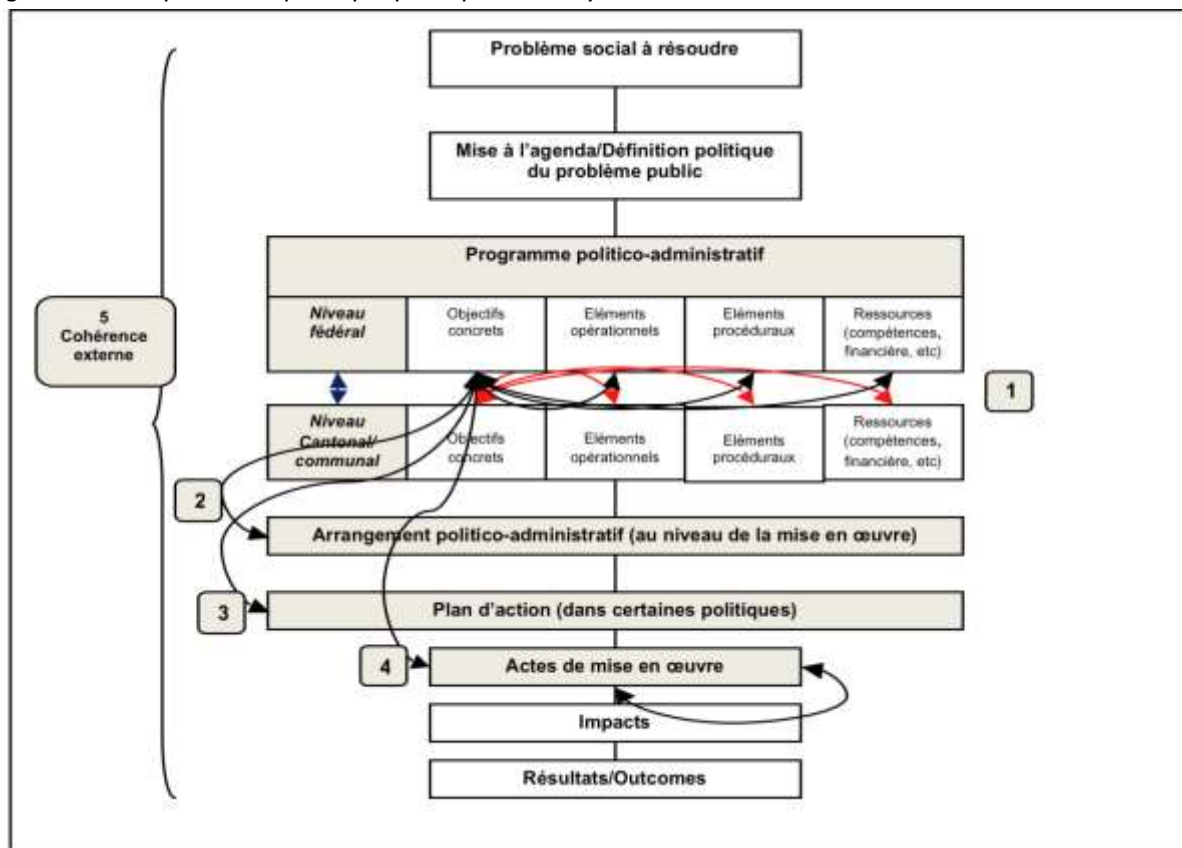 Problème social à résoudre
Mise à l'agenda/Définition politique
du problème public
Programme politico-administratif
5
Cohérence
externe
Niveau
fédéral
Objectifs
concrets
Eléments
opérationnels
Eléments
procéduraux
Ressources
(compétences,
financière, etc)
1
Niveau
Cantonal/
communal
Objectifs
concrets
Eléments
opérationnels
Eléments
procéduraux
Ressources
(compétences,
financière, etc)
2
Arrangement politico-administratif (au niveau de la mise en œuvre)
3
Plan d'action (dans certaines politiques)
4
Actes de mise en œuvre
Impacts
Résultats/Outcomes